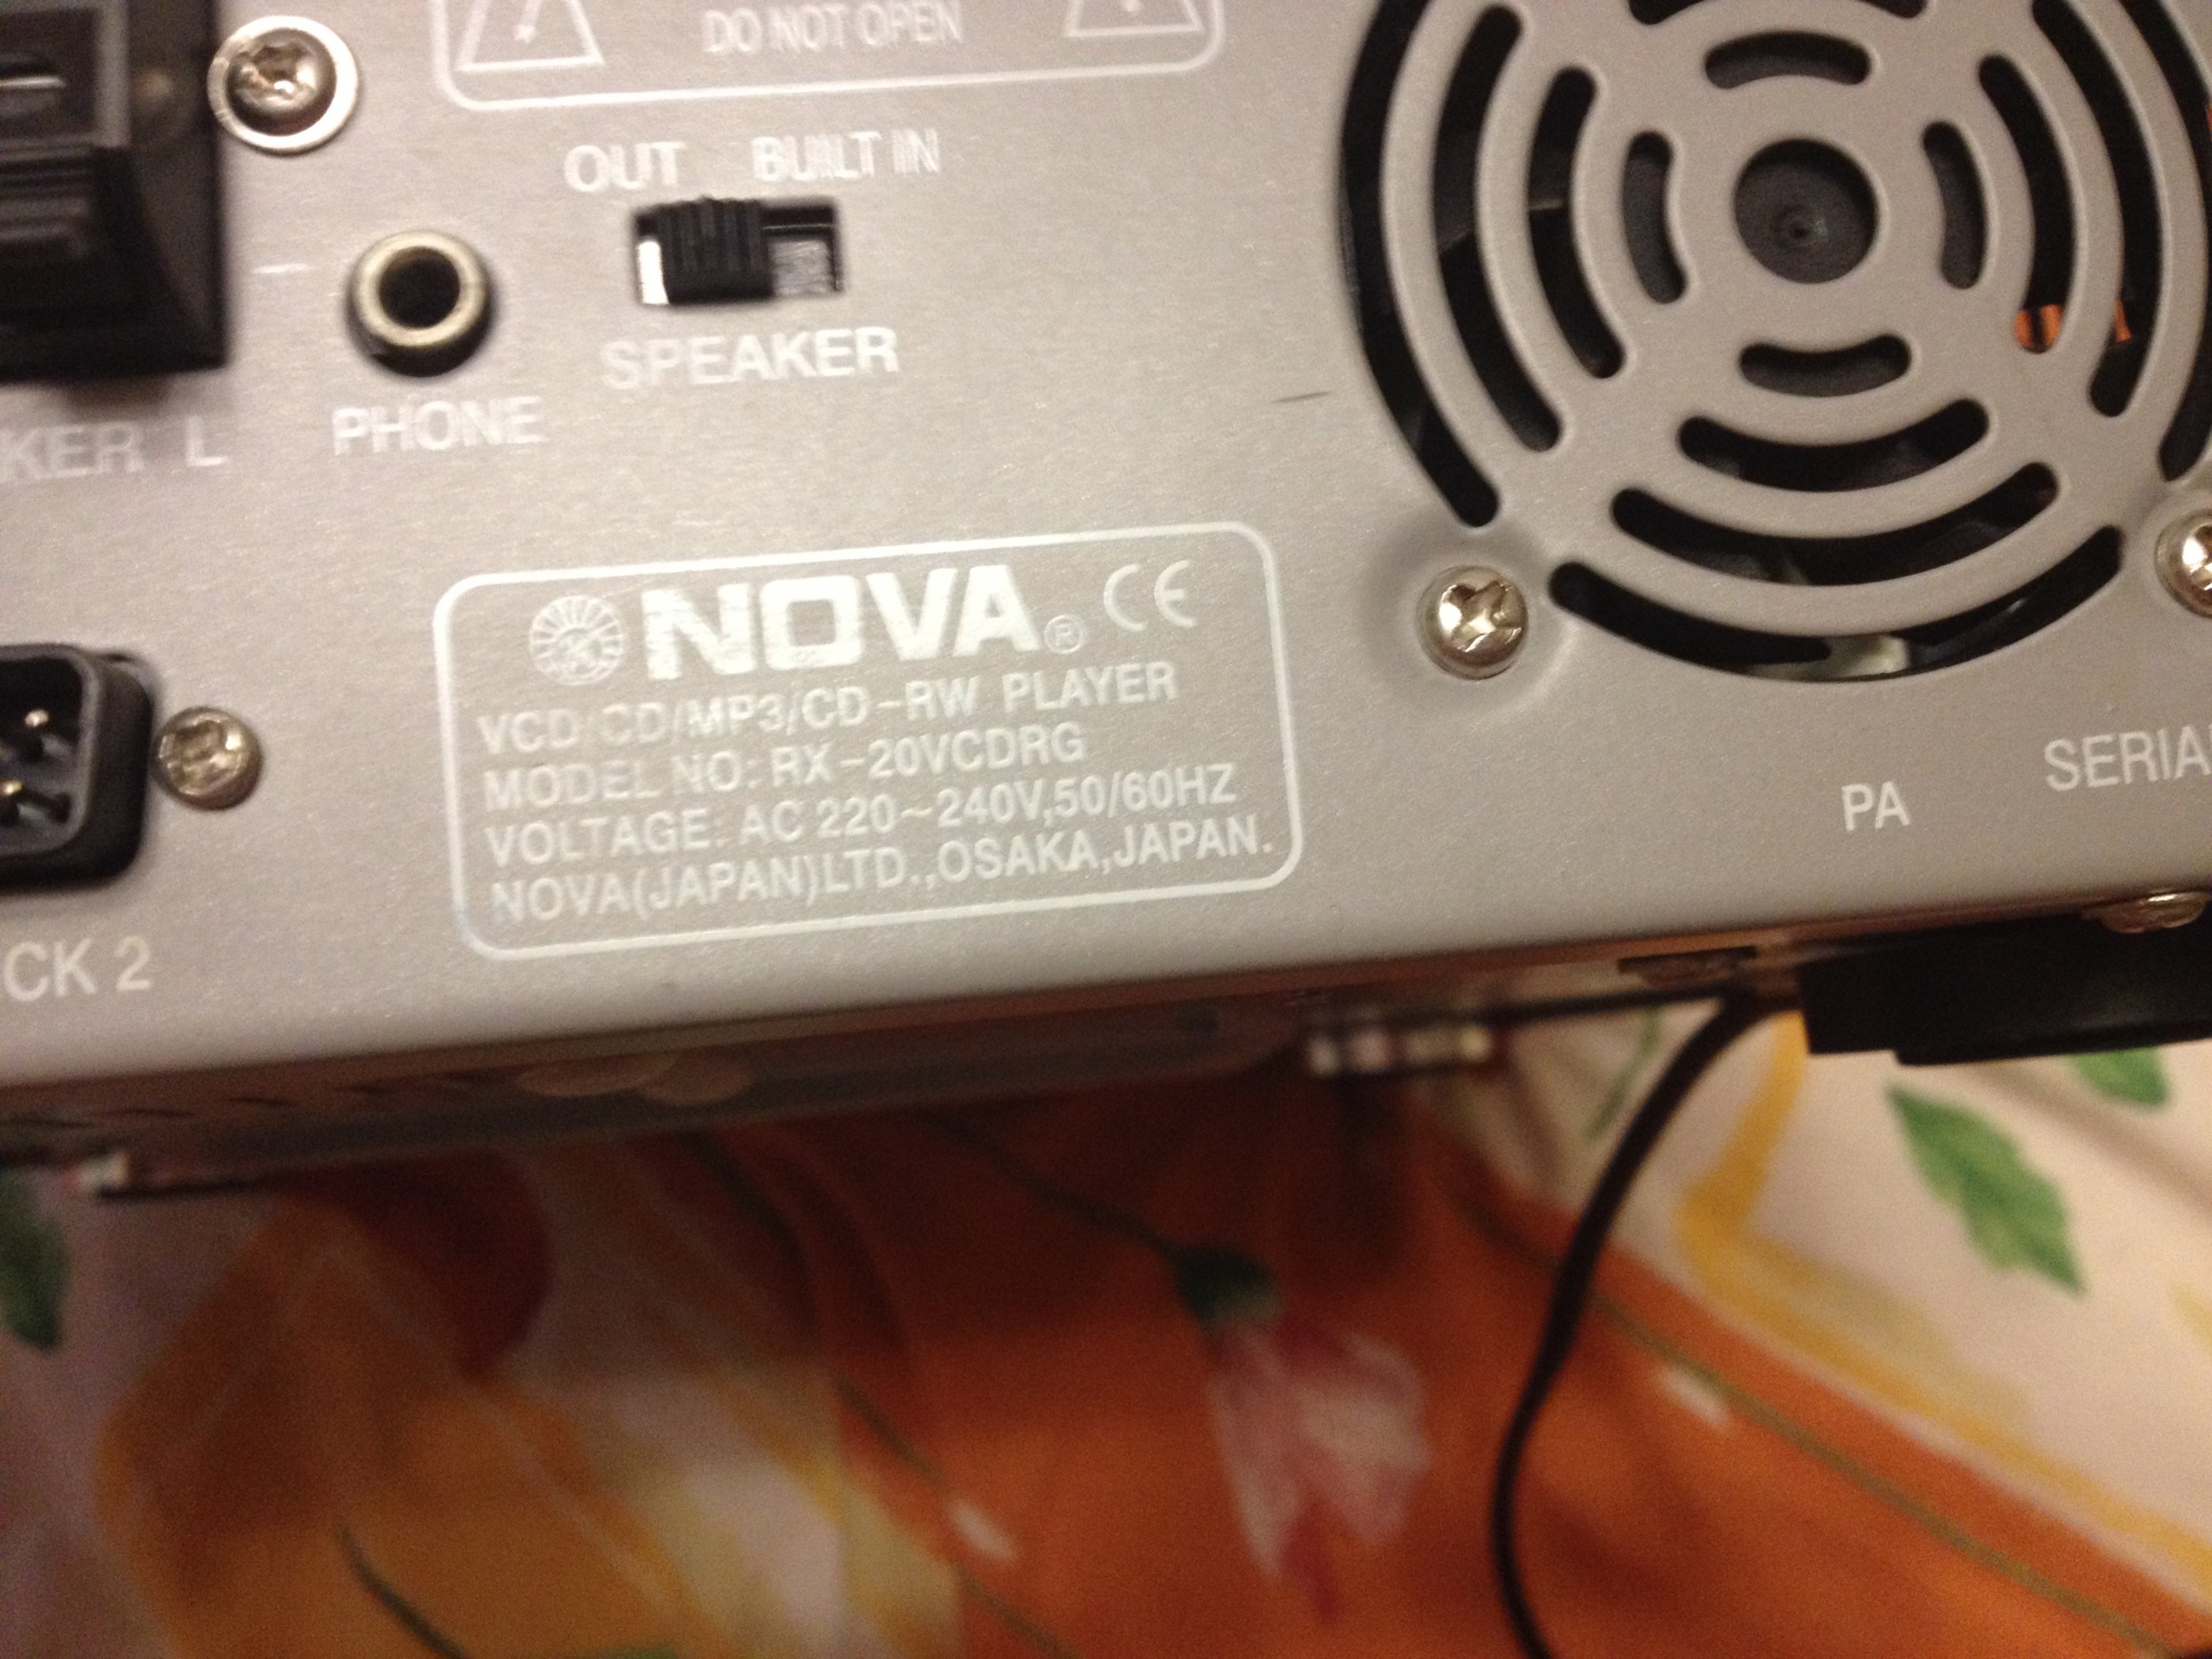 DO NOT OPEN
OUT BUILT IN
SPEAKER
KER L
PHONE
NOVA® CE
VCD/CD/MP3/CD-RW PLAYER
MODEL NO: RX-20VCDRG
VOLTAGE: AC 220~240V,50/60HZ
NOVA(JAPAN)LTD.,OSAKA,JAPAN.
PA
SERIA
CK 2